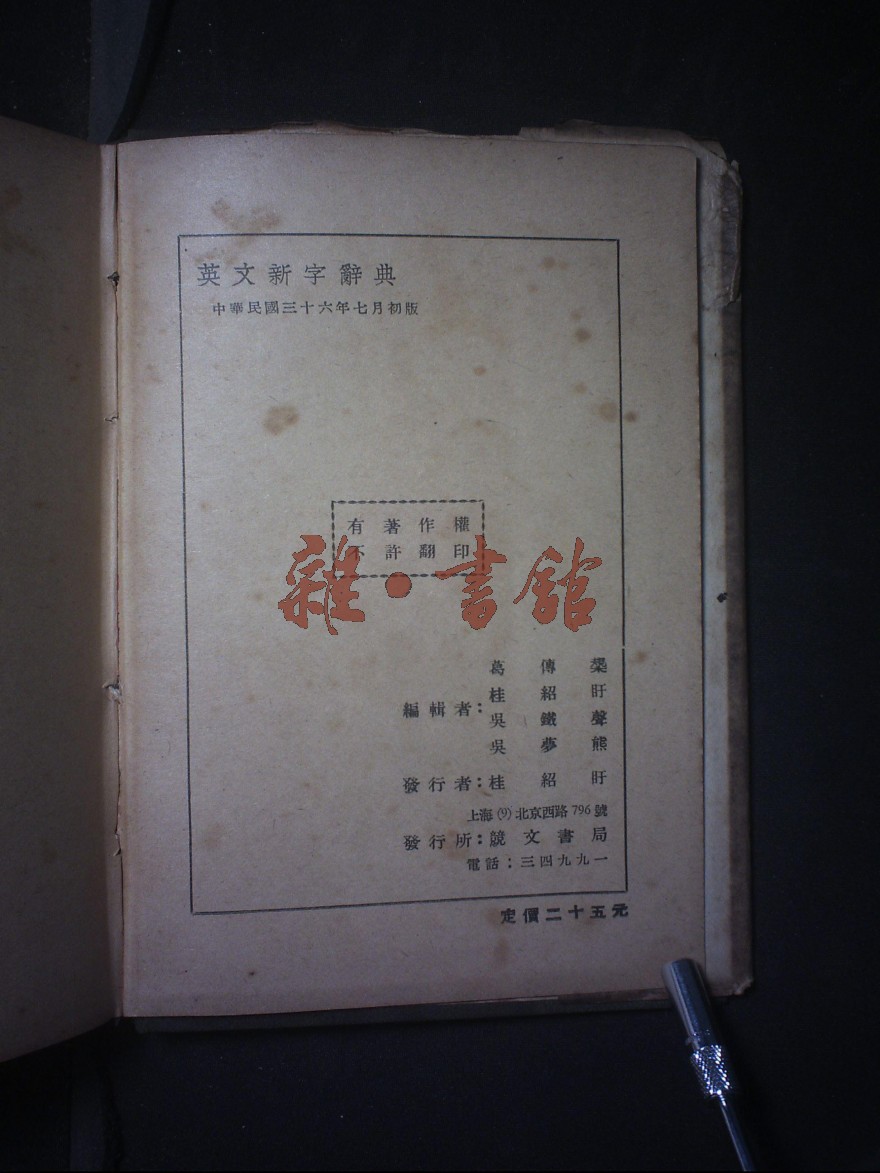 英文新字辭典
中華民國三十六年七月初版
有著作權
不許翻印
雜·書館
葛傳槼
桂紹盱
編輯者：
吳鐵聲
吳夢熊
發行者：桂紹盱
上海(9)北京西路796號
發行所：競文書局
電話：三四九九一
定價二十五元